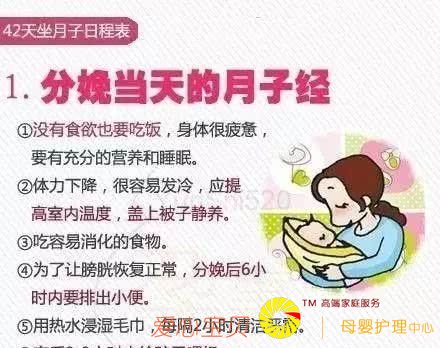 42天坐月子日程表
1.分娩当天的月子经
①没有食欲也要吃饭，身体很疲惫，
要有充分的营养和睡眠。
②体力下降，很容易发冷，应提
高室内温度，盖上被子静养。
③吃容易消化的食物。
④为了让膀胱恢复正常，分娩后6小
时内要排出小便。
TM 高端家庭服务
⑤用热水浸湿毛巾，每隔2小时清洁
母婴护理中心